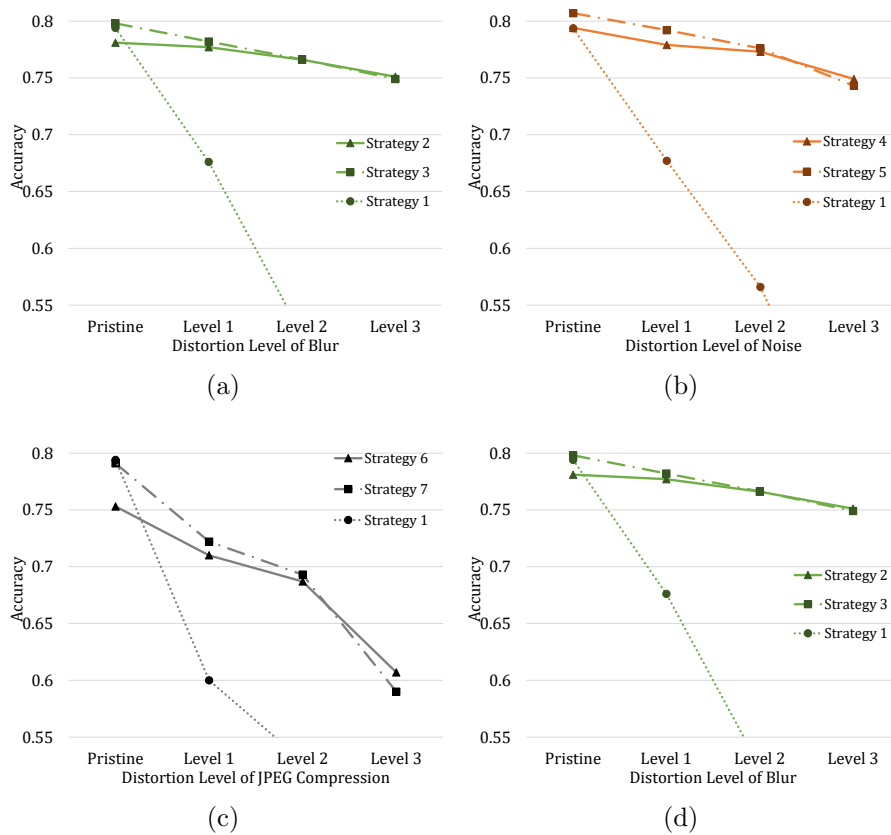 0.8
0.75
0.7
0.65
0.6
0.55
Accuracy
Strategy 2
Strategy 3
Strategy 1
Pristine Level 1 Level 2 Level 3
Distortion Level of Blur
(a)
0.8
0.75
0.7
0.65
0.6
0.55
Accuracy
Strategy 4
Strategy 5
Strategy 1
Pristine Level 1 Level 2 Level 3
Distortion Level of Noise
(b)
0.8
0.75
0.7
0.65
0.6
0.55
Accuracy
Strategy 6
Strategy 7
Strategy 1
Pristine Level 1 Level 2 Level 3
Distortion Level of JPEG Compression
(c)
0.8
0.75
0.7
0.65
0.6
0.55
Accuracy
Strategy 2
Strategy 3
Strategy 1
Pristine Level 1 Level 2 Level 3
Distortion Level of Blur
(d)